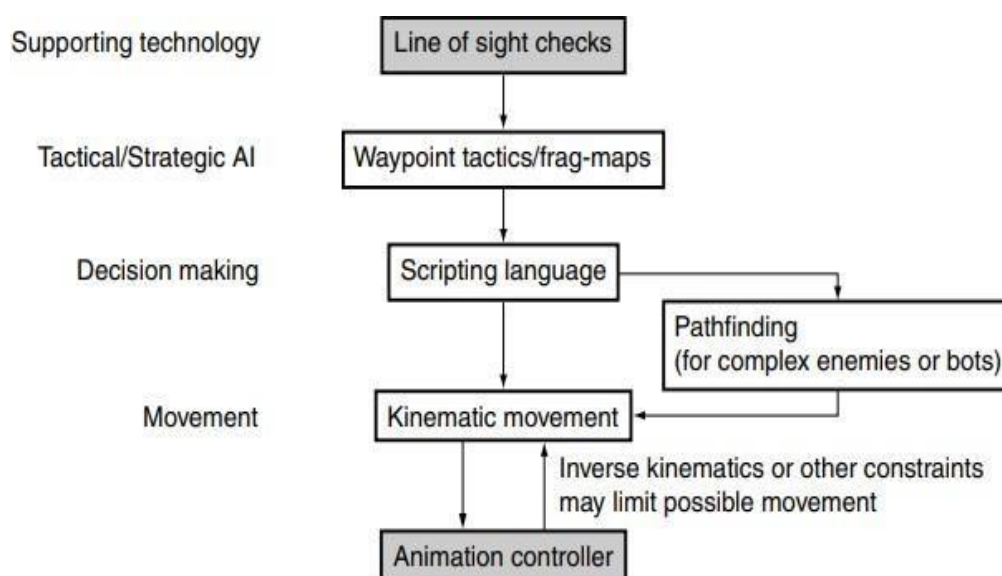 Supporting technology
Line of sight checks
Tactical/Strategic AI
Waypoint tactics/frag-maps
Decision making
Scripting language
Pathfinding
(for complex enemies or bots)
Movement
Kinematic movement
Inverse kinematics or other constraints
may limit possible movement
Animation controller